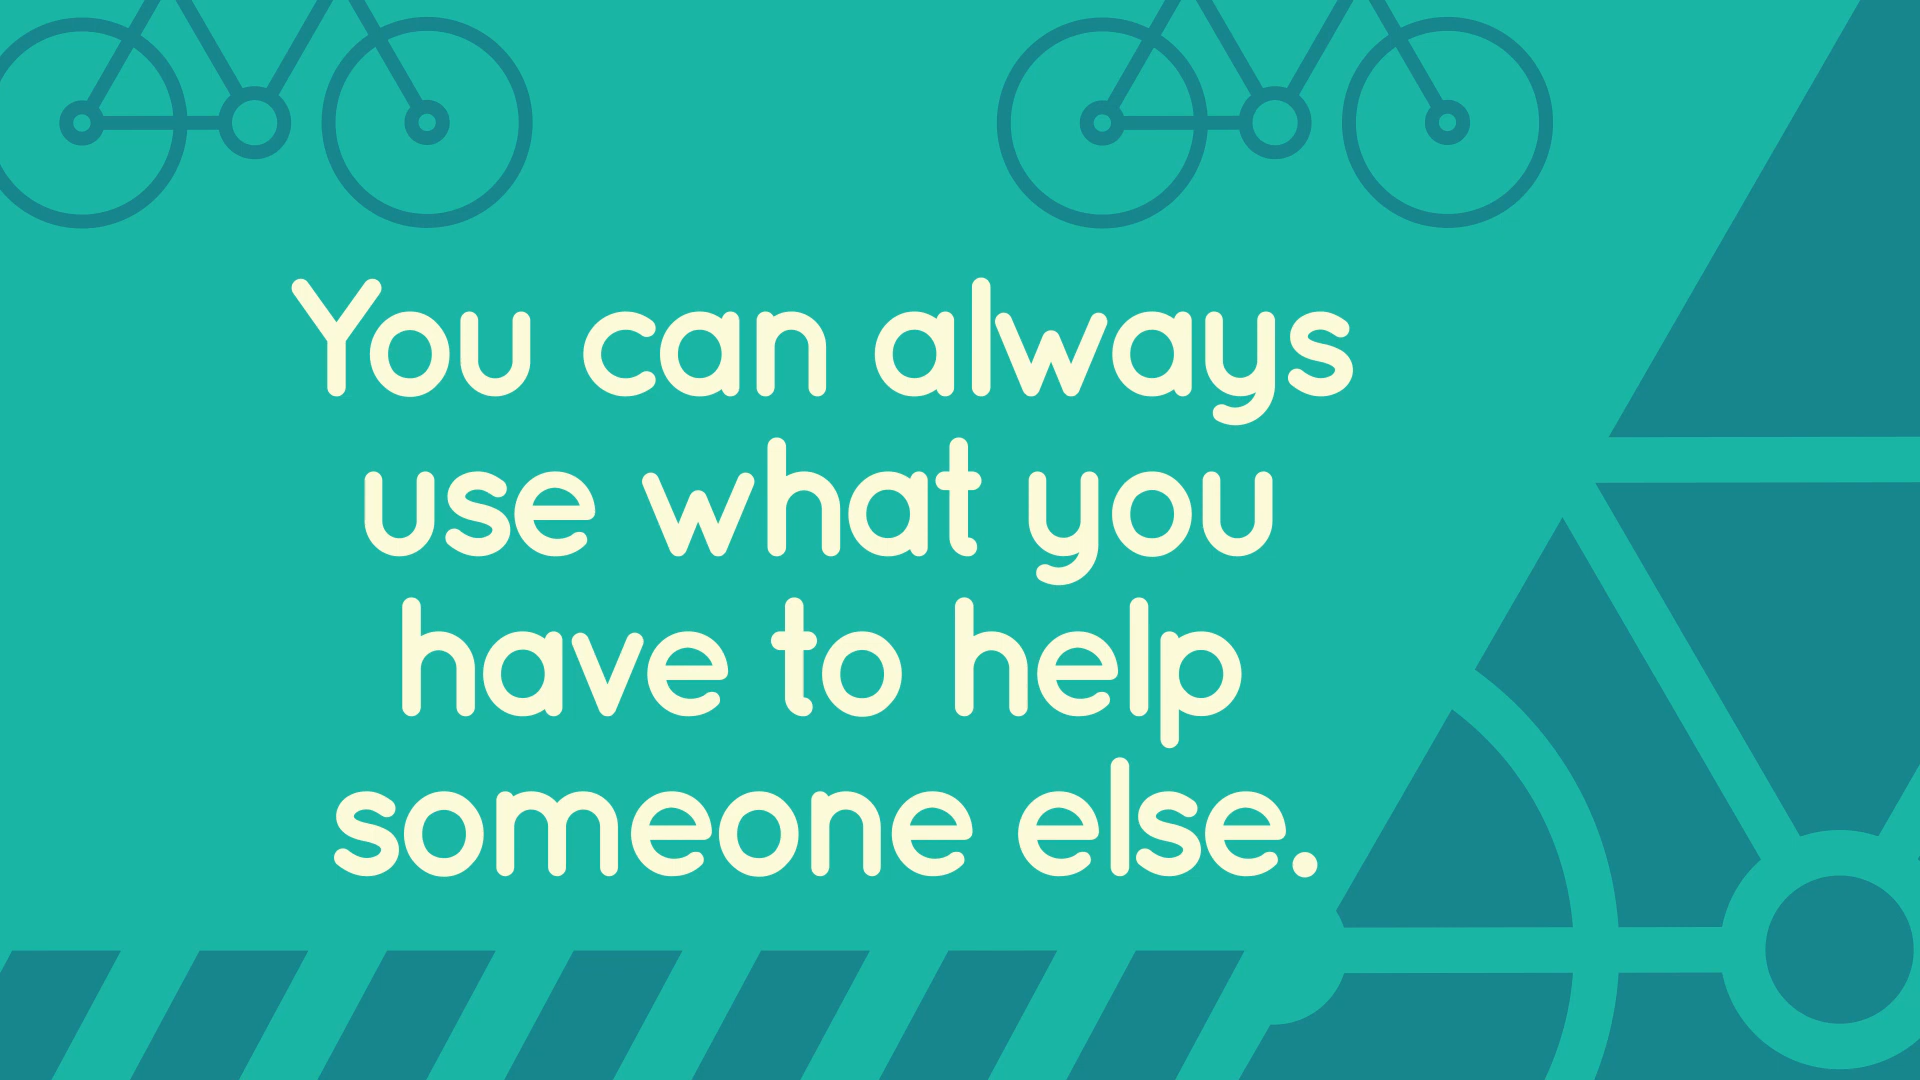 You can always
use what you
have to help
someone else.